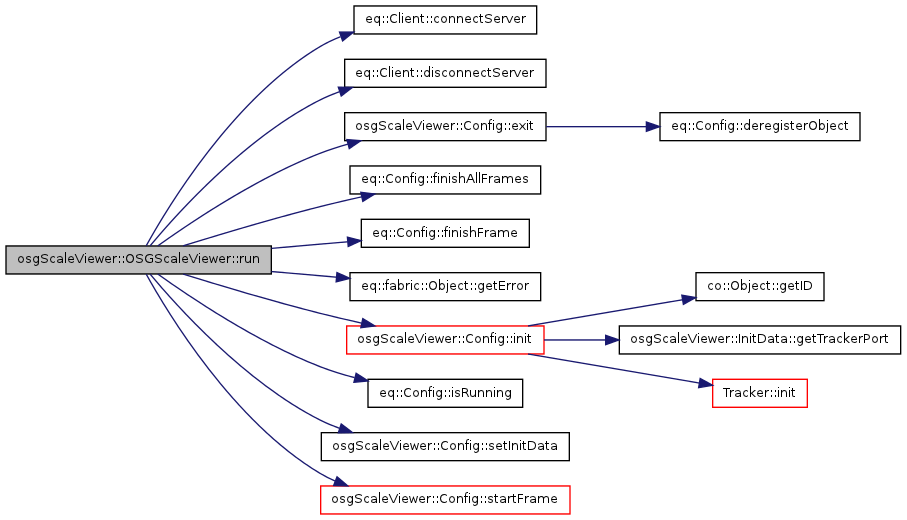 eq::Client::connectServer
eq::Client::disconnectServer
osgScaleViewer::Config::exit
eq::Config::deregisterObject
eq::Config::finishAllFrames
eq::Config::finishFrame
osgScaleViewer::OSGScaleViewer::run
eq::fabric::Object::getError
co::Object::getID
osgScaleViewer::Config::init
osgScaleViewer::InitData::getTrackerPort
eq::Config::isRunning
Tracker::init
osgScaleViewer::Config::setInitData
osgScaleViewer::Config::startFrame